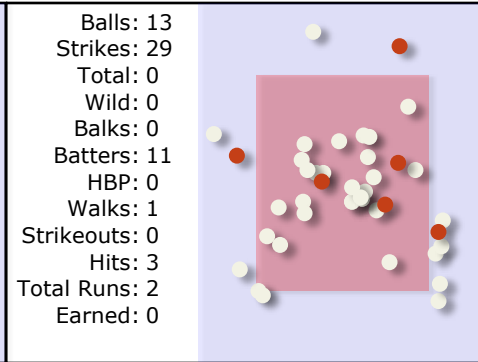 Balls: 13
Strikes: 29
Total: 0
Wild: 0
Balks: 0
Batters: 11
HBP: 0
Walks: 1
Strikeouts: 0
Hits: 3
Total Runs: 2
Earned: 0